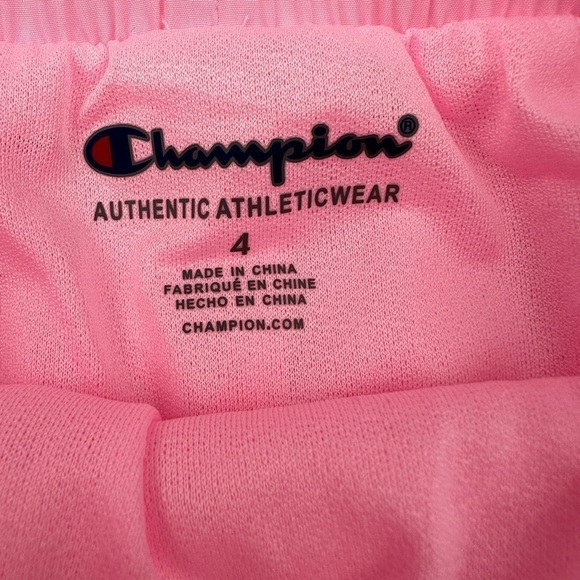 Champion®
AUTHENTIC ATHLETICWEAR
4
MADE IN CHINA
FABRIQUÉ EN CHINE
HECHO EN CHINA
CHAMPION.COM